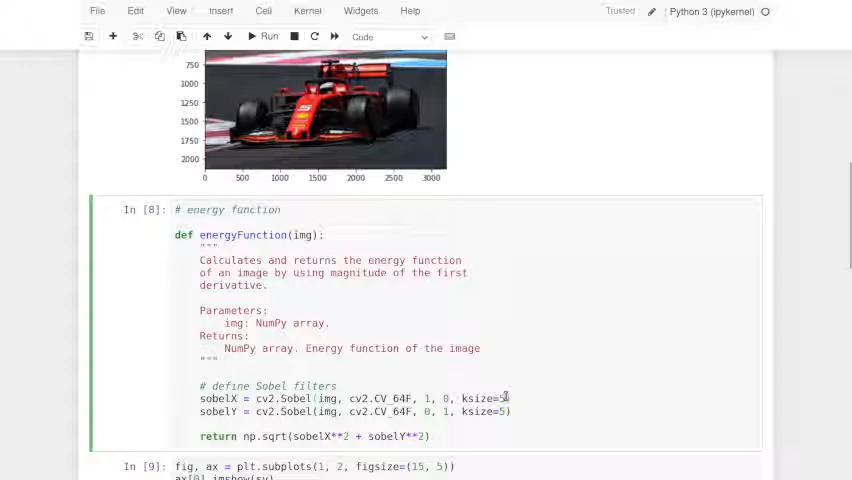 File Edit View Insert Cell Kernel Widgets Help Trusted Python 3 (ipykernel)
Run Code
750
1000
1250
1500
1750
2000
0 500 1000 1500 2000 2500 3000
5
In [8]: # energy function
def energyFunction(img):
"""
Calculates and returns the energy function
of an image by using magnitude of the first
derivative.
Parameters:
img: NumPy array.
Returns:
NumPy array. Energy function of the image
"""
# define Sobel filters
sobelX = cv2.Sobel(img, cv2.CV_64F, 1, 0, ksize=5)
sobelY = cv2.Sobel(img, cv2.CV_64F, 0, 1, ksize=5)
return np.sqrt(sobelX**2 + sobelY**2)
In [9]: fig, ax = plt.subplots(1, 2, figsize=(15, 5))